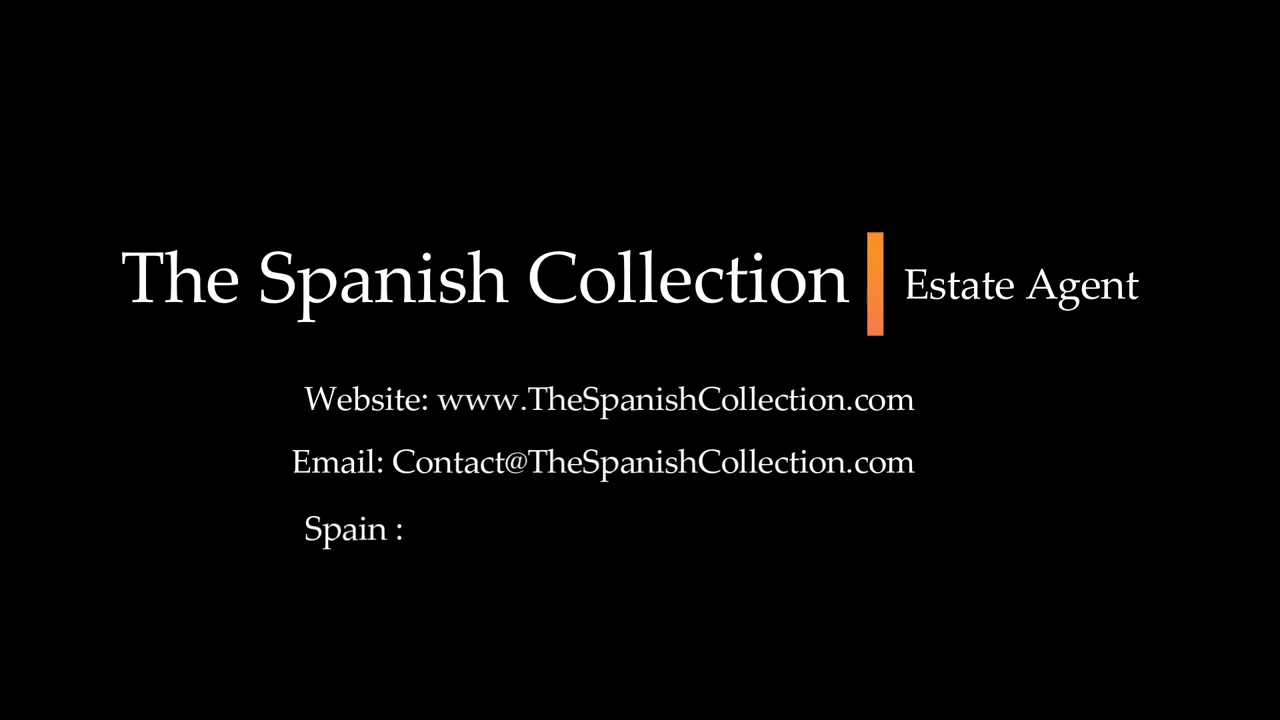 The Spanish Collection
Estate Agent
Website: www.TheSpanishCollection.com
Email: Contact@TheSpanishCollection.com
Spain :